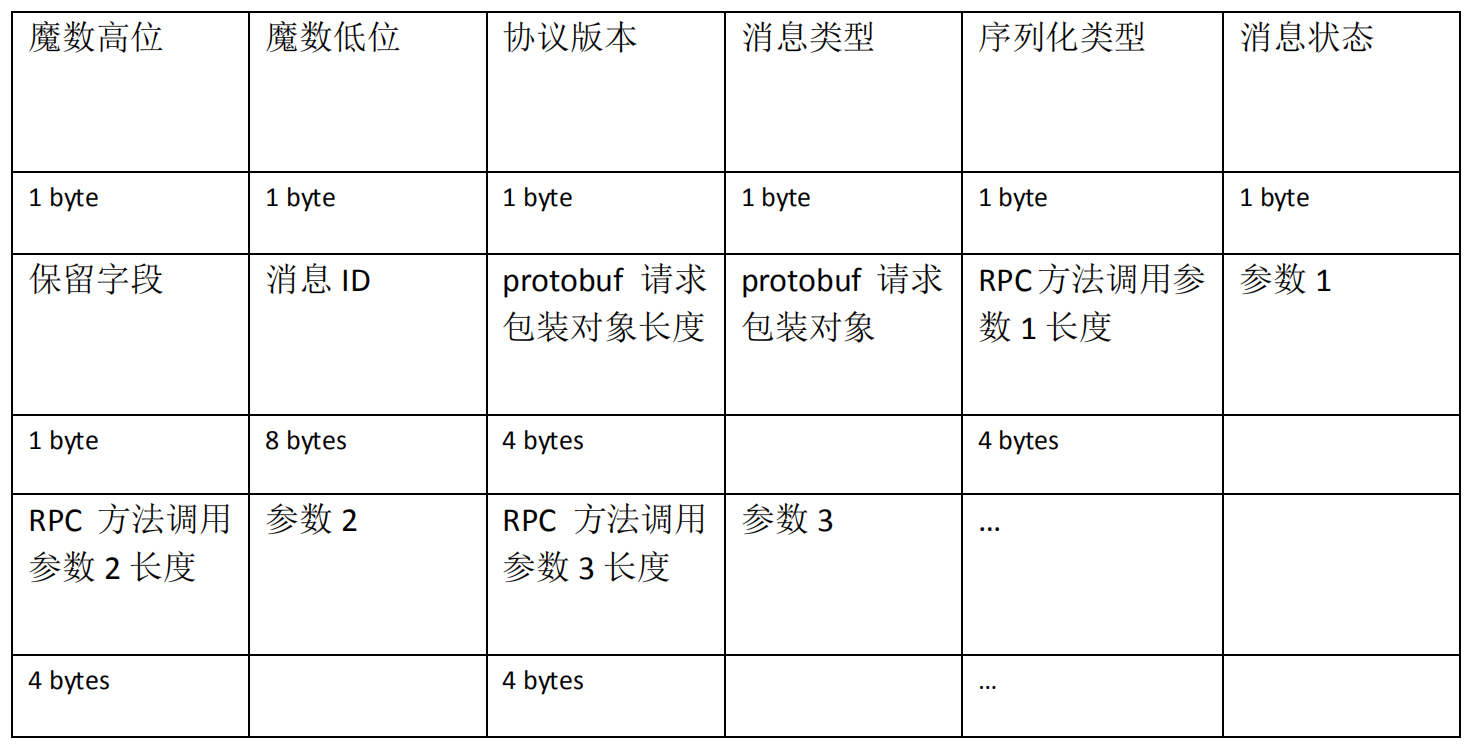 魔数高位
魔数低位
协议版本
消息类型
序列化类型
消息状态
1 byte
1 byte
1 byte
1 byte
1 byte
1 byte
保留字段
消息 ID
protobuf 请求
包装对象长度
protobuf 请求
包装对象
RPC 方法调用参
数 1 长度
参数 1
1 byte
8 bytes
4 bytes
4 bytes
RPC 方法调用
参数 2 长度
参数 2
RPC 方法调用
参数 3 长度
参数 3
…
4 bytes
4 bytes
…